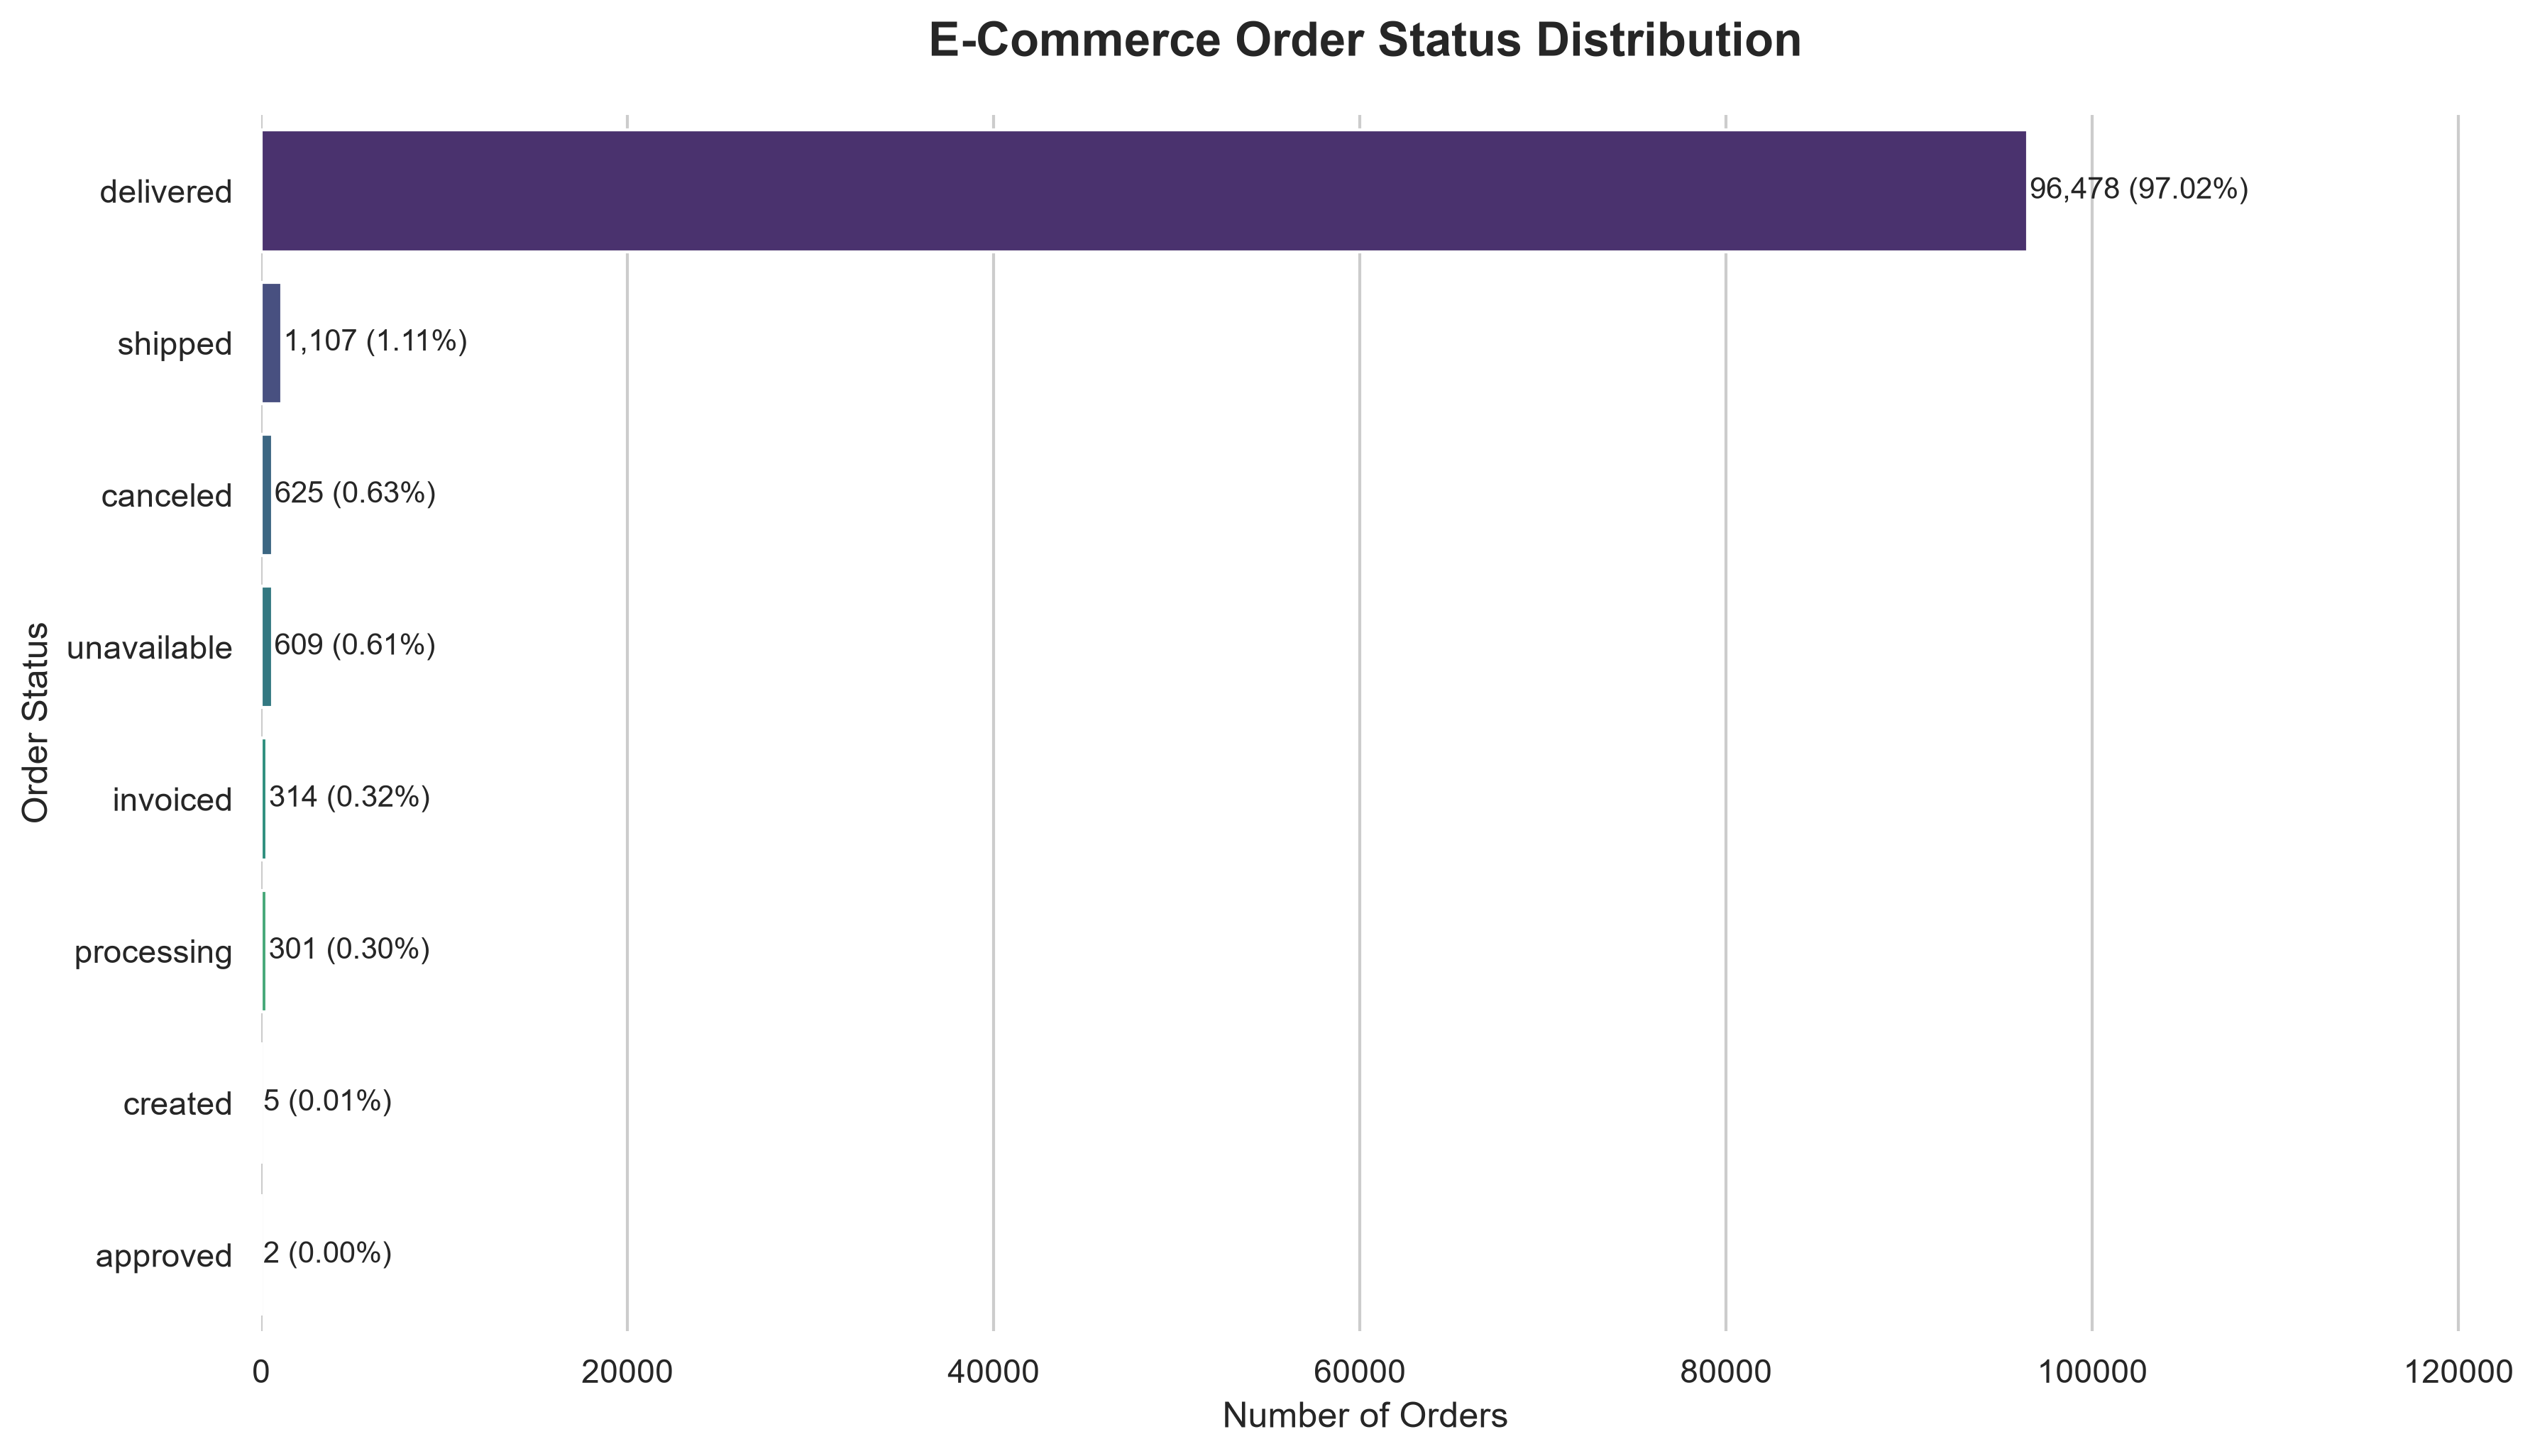 E-Commerce Order Status Distribution
delivered 96,478 (97.02%)
shipped 1,107 (1.11%)
canceled 625 (0.63%)
unavailable 609 (0.61%)
invoiced 314 (0.32%)
processing 301 (0.30%)
created 5 (0.01%)
approved 2 (0.00%)
Order Status
0 20000 40000 60000 80000 100000 120000
Number of Orders